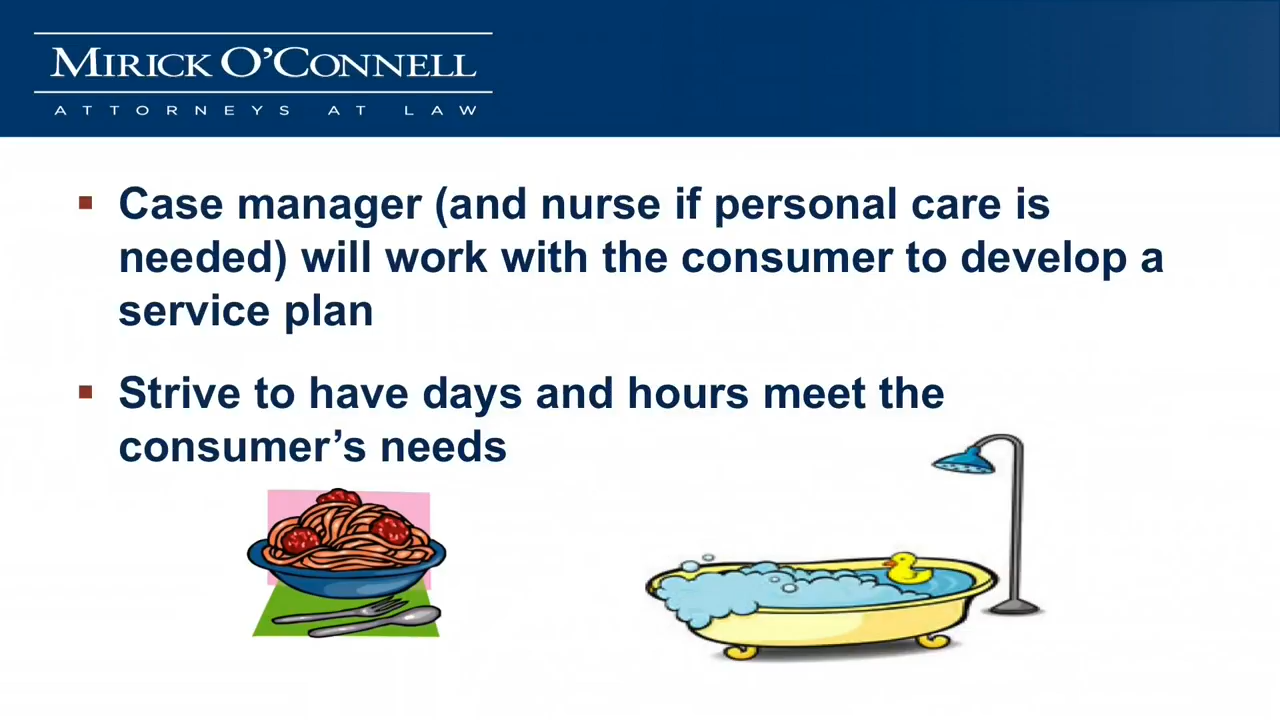 MIRICK O’CONNELL
ATTORNEYS AT LAW
▪ Case manager (and nurse if personal care is
needed) will work with the consumer to develop a
service plan
▪ Strive to have days and hours meet the
consumer’s needs